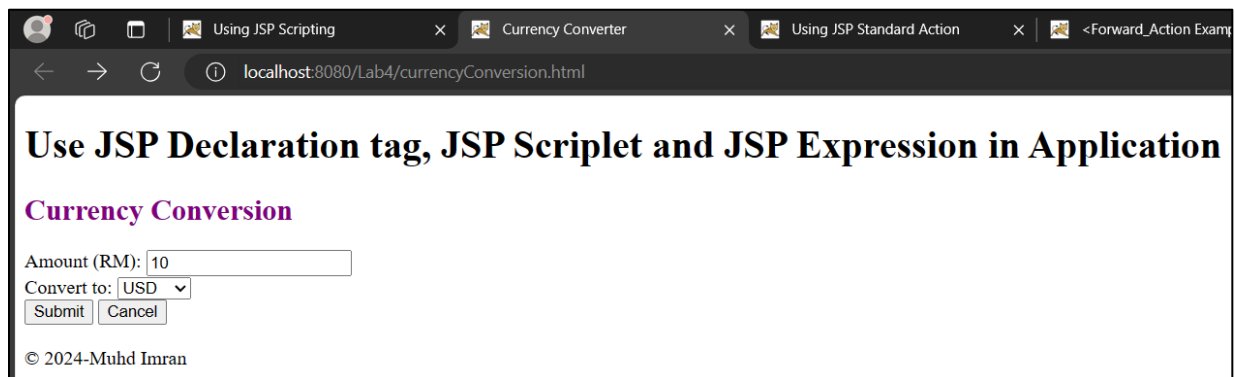 Using JSP Scripting
Currency Converter
Using JSP Standard Action
<Forward_Action Examp
localhost:8080/Lab4/currencyConversion.html
Use JSP Declaration tag, JSP Scriplet and JSP Expression in Application
Currency Conversion
Amount (RM): 10
Convert to: USD
Submit Cancel
© 2024-Muhd Imran